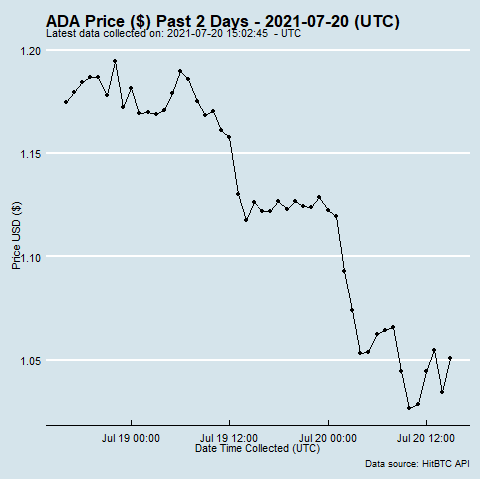 ADA Price ($) Past 2 Days - 2021-07-20 (UTC)
Latest data collected on: 2021-07-20 15:02:45 - UTC
1.20
1.15
1.10
1.05
Price USD ($)
Jul 19 00:00 Jul 19 12:00 Jul 20 00:00 Jul 20 12:00
Date Time Collected (UTC)
Data source: HitBTC API